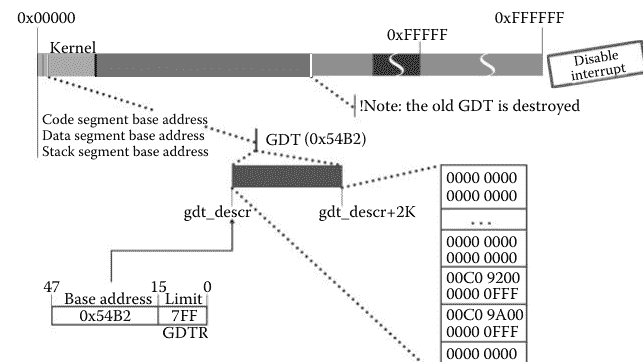 0x00000
0xFFFFF
0xFFFFFF
Kernel
Disable
interrupt
!Note: the old GDT is destroyed
Code segment base address
Data segment base address
Stack segment base address
GDT (0x54B2)
gdt_descr
gdt_descr+2K
0000 0000
0000 0000
...
0000 0000
0000 0000
00C0 9200
0000 0FFF
00C0 9A00
0000 0FFF
0000 0000
47 15 0
Base address Limit
0x54B2 7FF
GDTR